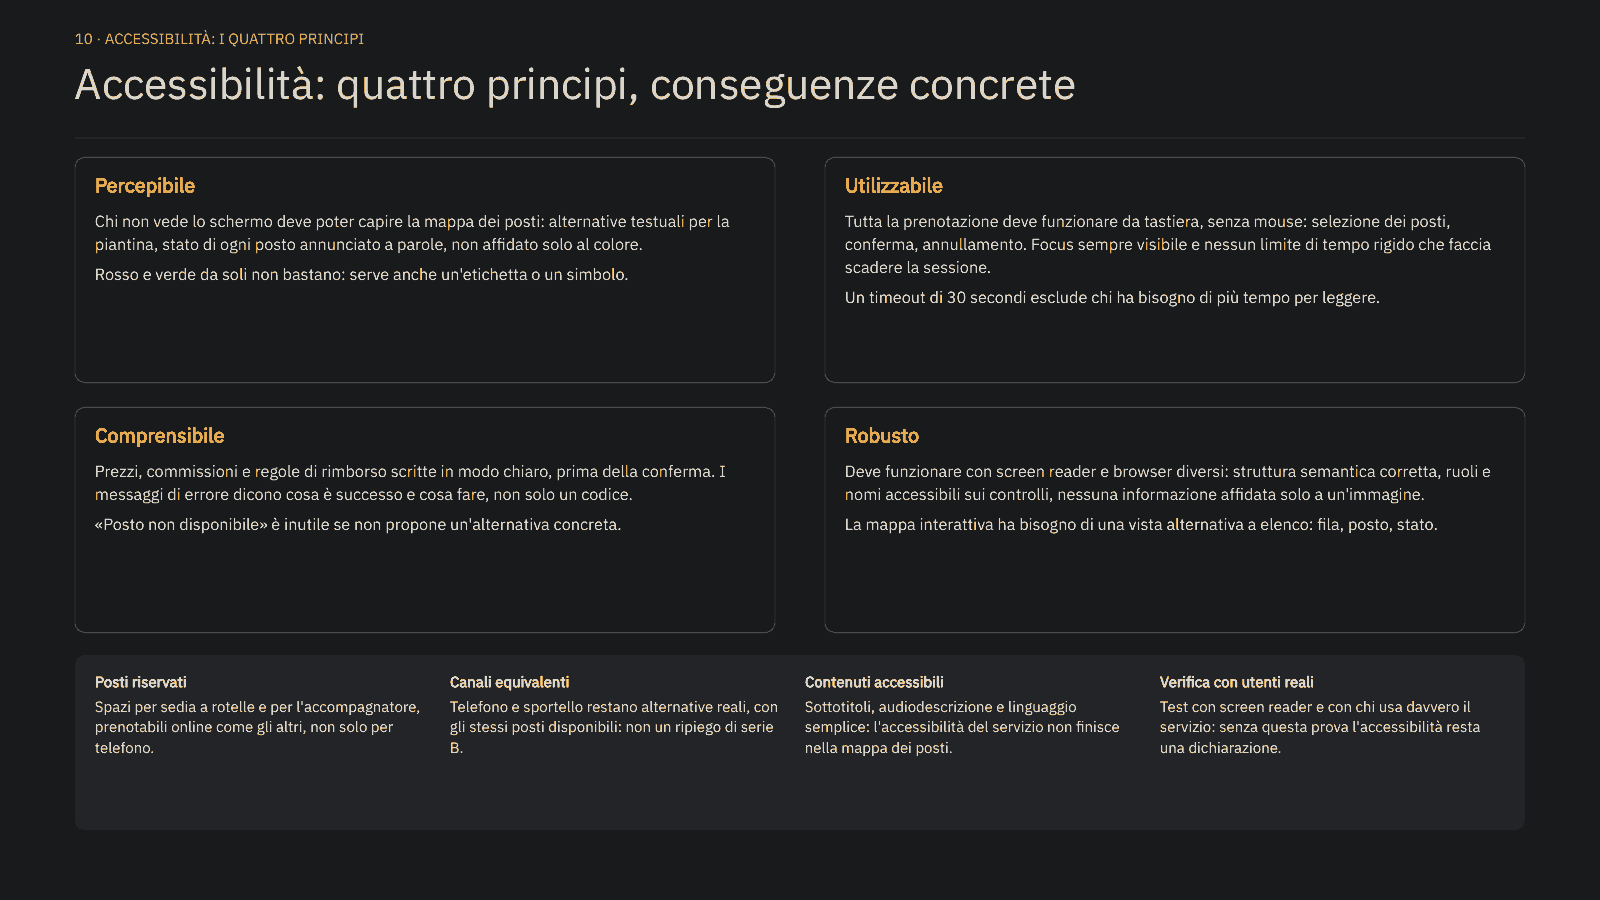 10 · ACCESSIBILITÀ: I QUATTRO PRINCIPI
Accessibilità: quattro principi, conseguenze concrete
Percepibile
Chi non vede lo schermo deve poter capire la mappa dei posti: alternative testuali per la
piantina, stato di ogni posto annunciato a parole, non affidato solo al colore.
Rosso e verde da soli non bastano: serve anche un'etichetta o un simbolo.
Utilizzabile
Tutta la prenotazione deve funzionare da tastiera, senza mouse: selezione dei posti,
conferma, annullamento. Focus sempre visibile e nessun limite di tempo rigido che faccia
scadere la sessione.
Un timeout di 30 secondi esclude chi ha bisogno di più tempo per leggere.
Comprensibile
Prezzi, commissioni e regole di rimborso scritte in modo chiaro, prima della conferma. I
messaggi di errore dicono cosa è successo e cosa fare, non solo un codice.
«Posto non disponibile» è inutile se non propone un'alternativa concreta.
Robusto
Deve funzionare con screen reader e browser diversi: struttura semantica corretta, ruoli e
nomi accessibili sui controlli, nessuna informazione affidata solo a un'immagine.
La mappa interattiva ha bisogno di una vista alternativa a elenco: fila, posto, stato.
Posti riservati
Spazi per sedia a rotelle e per l'accompagnatore,
prenotabili online come gli altri, non solo per
telefono.
Canali equivalenti
Telefono e sportello restano alternative reali, con
gli stessi posti disponibili: non un ripiego di serie
B.
Contenuti accessibili
Sottotitoli, audiodescrizione e linguaggio
semplice: l'accessibilità del servizio non finisce
nella mappa dei posti.
Verifica con utenti reali
Test con screen reader e con chi usa davvero il
servizio: senza questa prova l'accessibilità resta
una dichiarazione.